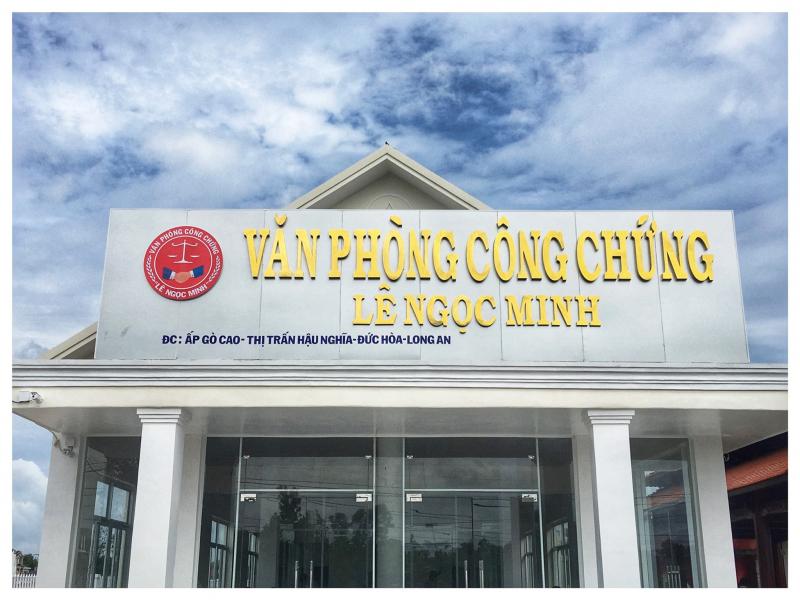 VĂN PHÒNG CÔNG CHỨNG
LÊ NGỌC MINH
VĂN PHÒNG CÔNG CHỨNG
LÊ NGỌC MINH
ĐC: ẤP GÒ CAO- THỊ TRẤN HẬU NGHĨA-ĐỨC HÒA-LONG AN